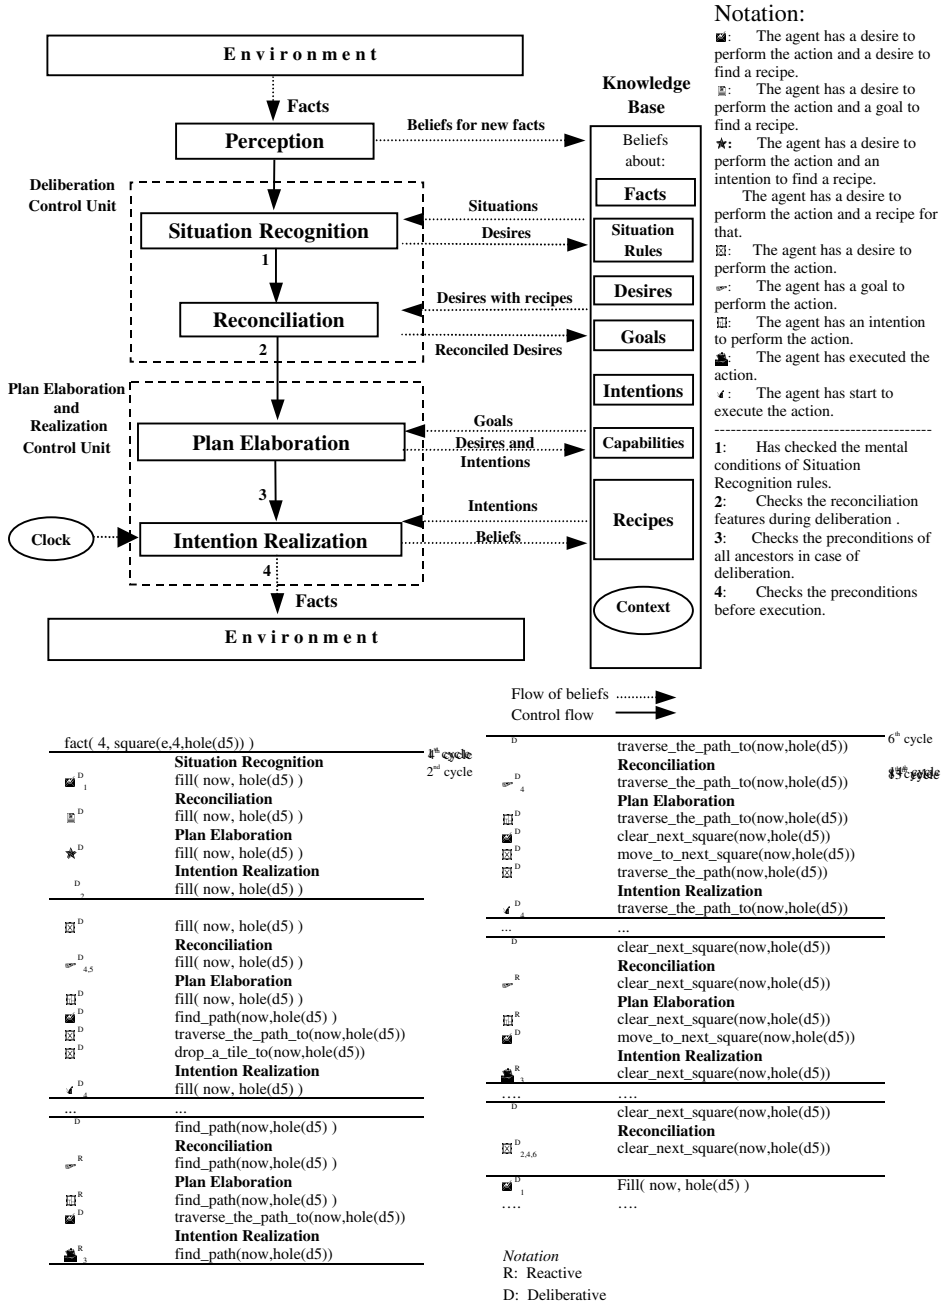 Environment
Facts
Perception
Beliefs for new facts
Knowledge
Base
Beliefs
about:
Facts
Situation
Rules
Desires
Goals
Intentions
Capabilities
Recipes
Context
Deliberation
Control Unit
Situation Recognition
Situations
Desires
1
Reconciliation
Desires with recipes
Reconciled Desires
2
Plan Elaboration
and
Realization
Control Unit
Plan Elaboration
Goals
Desires and
Intentions
3
Clock
Intention Realization
Intentions
Beliefs
4
Facts
Environment
Notation:
: The agent has a desire to
perform the action and a desire to
find a recipe.
: The agent has a desire to
perform the action and a goal to
find a recipe.
★: The agent has a desire to
perform the action and an
intention to find a recipe.
The agent has a desire to
perform the action and a recipe for
that.
: The agent has a desire to
perform the action.
: The agent has a goal to
perform the action.
: The agent has an intention
to perform the action.
: The agent has executed the
action.
: The agent has start to
execute the action.
----------------------------------------
1: Has checked the mental
conditions of Situation
Recognition rules.
2: Checks the reconciliation
features during deliberation .
3: Checks the preconditions of
all ancestors in case of
deliberation.
4: Checks the preconditions
before execution.
Flow of beliefs
Control flow
fact( 4, square(e,4,hole(d5)) )
2nd cycle
Situation Recognition
D 1 fill( now, hole(d5) )
Reconciliation
D fill( now, hole(d5) )
Plan Elaboration
D fill( now, hole(d5) )
Intention Realization
D 2 fill( now, hole(d5) )
D fill( now, hole(d5) )
Reconciliation
D 4,5 fill( now, hole(d5) )
Plan Elaboration
D fill( now, hole(d5) )
D find_path(now,hole(d5) )
D traverse_the_path_to(now,hole(d5))
D drop_a_tile_to(now,hole(d5))
Intention Realization
D 4 fill( now, hole(d5) )
... ...
D find_path(now,hole(d5) )
Reconciliation
R find_path(now,hole(d5) )
Plan Elaboration
R find_path(now,hole(d5) )
D traverse_the_path_to(now,hole(d5))
Intention Realization
R 3 find_path(now,hole(d5))
6th cycle
D traverse_the_path_to(now,hole(d5))
Reconciliation
D 4 traverse_the_path_to(now,hole(d5))
Plan Elaboration
D traverse_the_path_to(now,hole(d5))
D clear_next_square(now,hole(d5))
D move_to_next_square(now,hole(d5))
D traverse_the_path(now,hole(d5))
Intention Realization
D 4 traverse_the_path_to(now,hole(d5))
... ...
D clear_next_square(now,hole(d5))
Reconciliation
R clear_next_square(now,hole(d5))
Plan Elaboration
R clear_next_square(now,hole(d5))
D move_to_next_square(now,hole(d5))
Intention Realization
R 3 clear_next_square(now,hole(d5))
.... ....
D clear_next_square(now,hole(d5))
Reconciliation
D 2,4,6 clear_next_square(now,hole(d5))
D 1 Fill( now, hole(d5) )
.... ....
Notation
R: Reactive
D: Deliberative